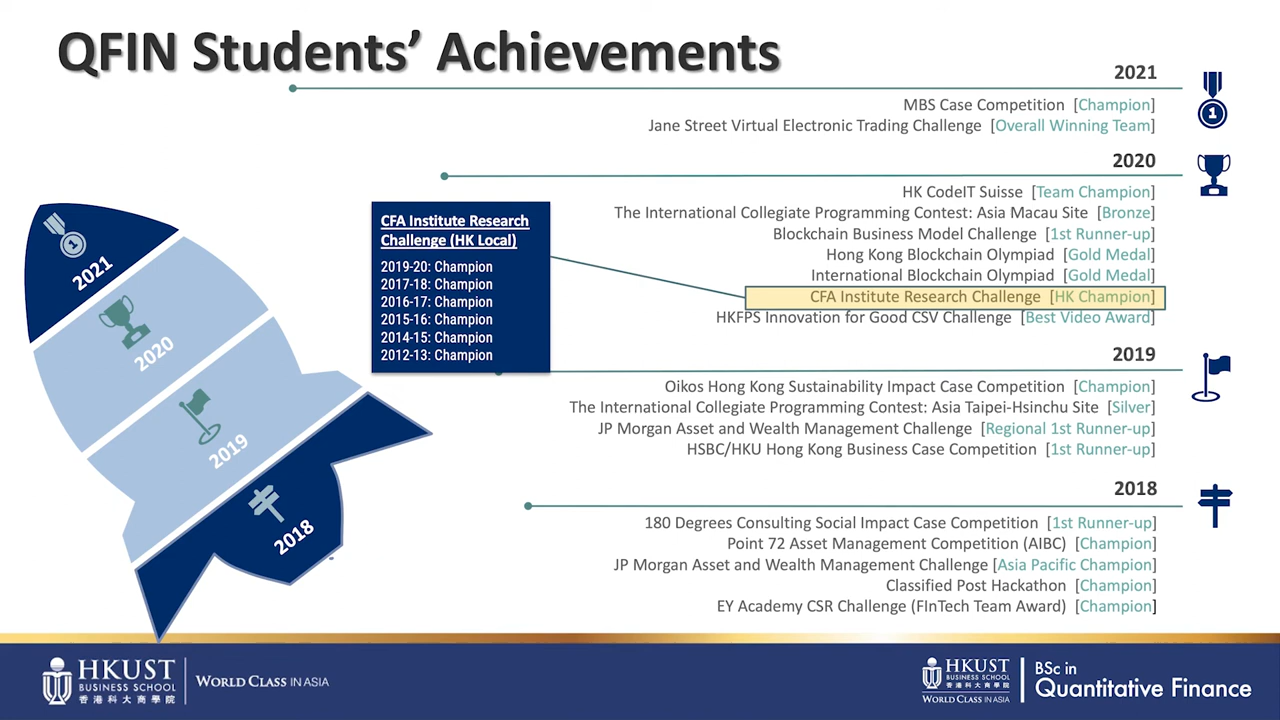 QFIN Students’ Achievements
2021
MBS Case Competition [Champion]
Jane Street Virtual Electronic Trading Challenge [Overall Winning Team]
1
2020
HK CodeIT Suisse [Team Champion]
The International Collegiate Programming Contest: Asia Macau Site [Bronze]
Blockchain Business Model Challenge [1st Runner-up]
Hong Kong Blockchain Olympiad [Gold Medal]
International Blockchain Olympiad [Gold Medal]
CFA Institute Research Challenge [HK Champion]
HKFPS Innovation for Good CSV Challenge [Best Video Award]
CFA Institute Research
Challenge (HK Local)
2019-20: Champion
2017-18: Champion
2016-17: Champion
2015-16: Champion
2014-15: Champion
2012-13: Champion
2019
Oikos Hong Kong Sustainability Impact Case Competition [Champion]
The International Collegiate Programming Contest: Asia Taipei-Hsinchu Site [Silver]
JP Morgan Asset and Wealth Management Challenge [Regional 1st Runner-up]
HSBC/HKU Hong Kong Business Case Competition [1st Runner-up]
2018
180 Degrees Consulting Social Impact Case Competition [1st Runner-up]
Point 72 Asset Management Competition (AIBC) [Champion]
JP Morgan Asset and Wealth Management Challenge [Asia Pacific Champion]
Classified Post Hackathon [Champion]
EY Academy CSR Challenge (FInTech Team Award) [Champion]
1
2021
2020
2019
2018
HKUST
BUSINESS SCHOOL
香港科大商學院
WORLD CLASS IN ASIA
HKUST
BUSINESS SCHOOL
香港科大商學院
WORLD CLASS IN ASIA
BSc in
Quantitative Finance